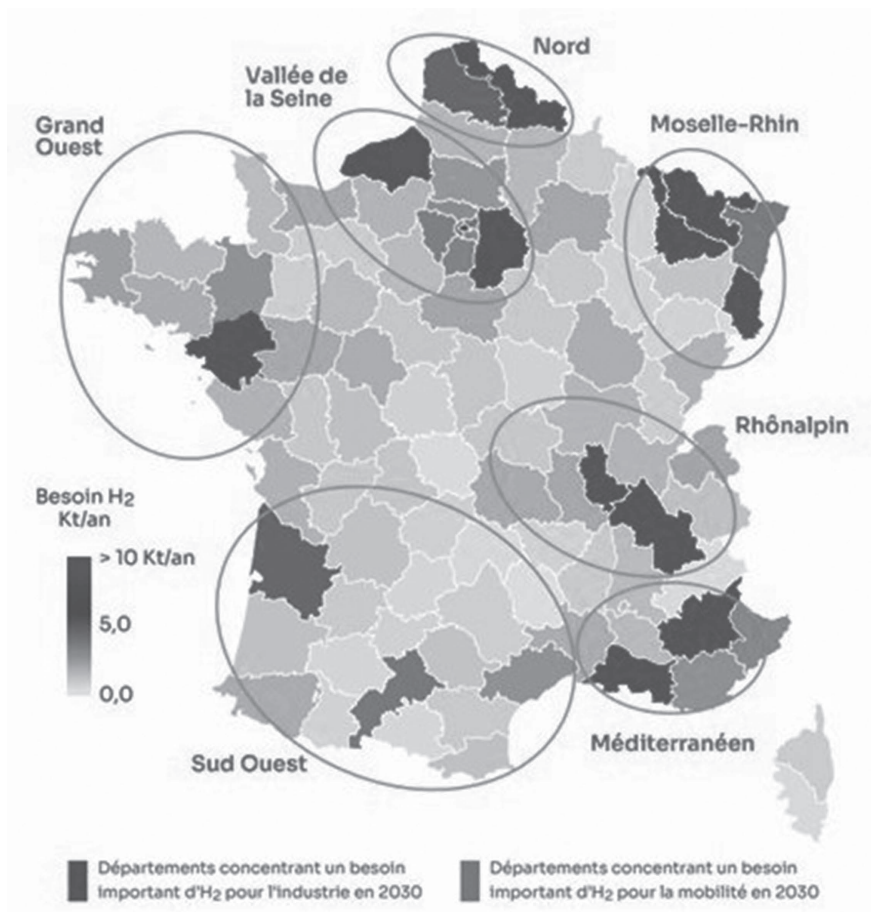 Nord
Vallée de
la Seine
Grand
Ouest
Moselle-Rhin
Rhônalpin
Besoin H2
Kt/an
> 10 Kt/an
5,0
0,0
Méditerranéen
Sud Ouest
Départements concentrant un besoin
important d'H2 pour l'industrie en 2030
Départements concentrant un besoin
important d'H2 pour la mobilité en 2030